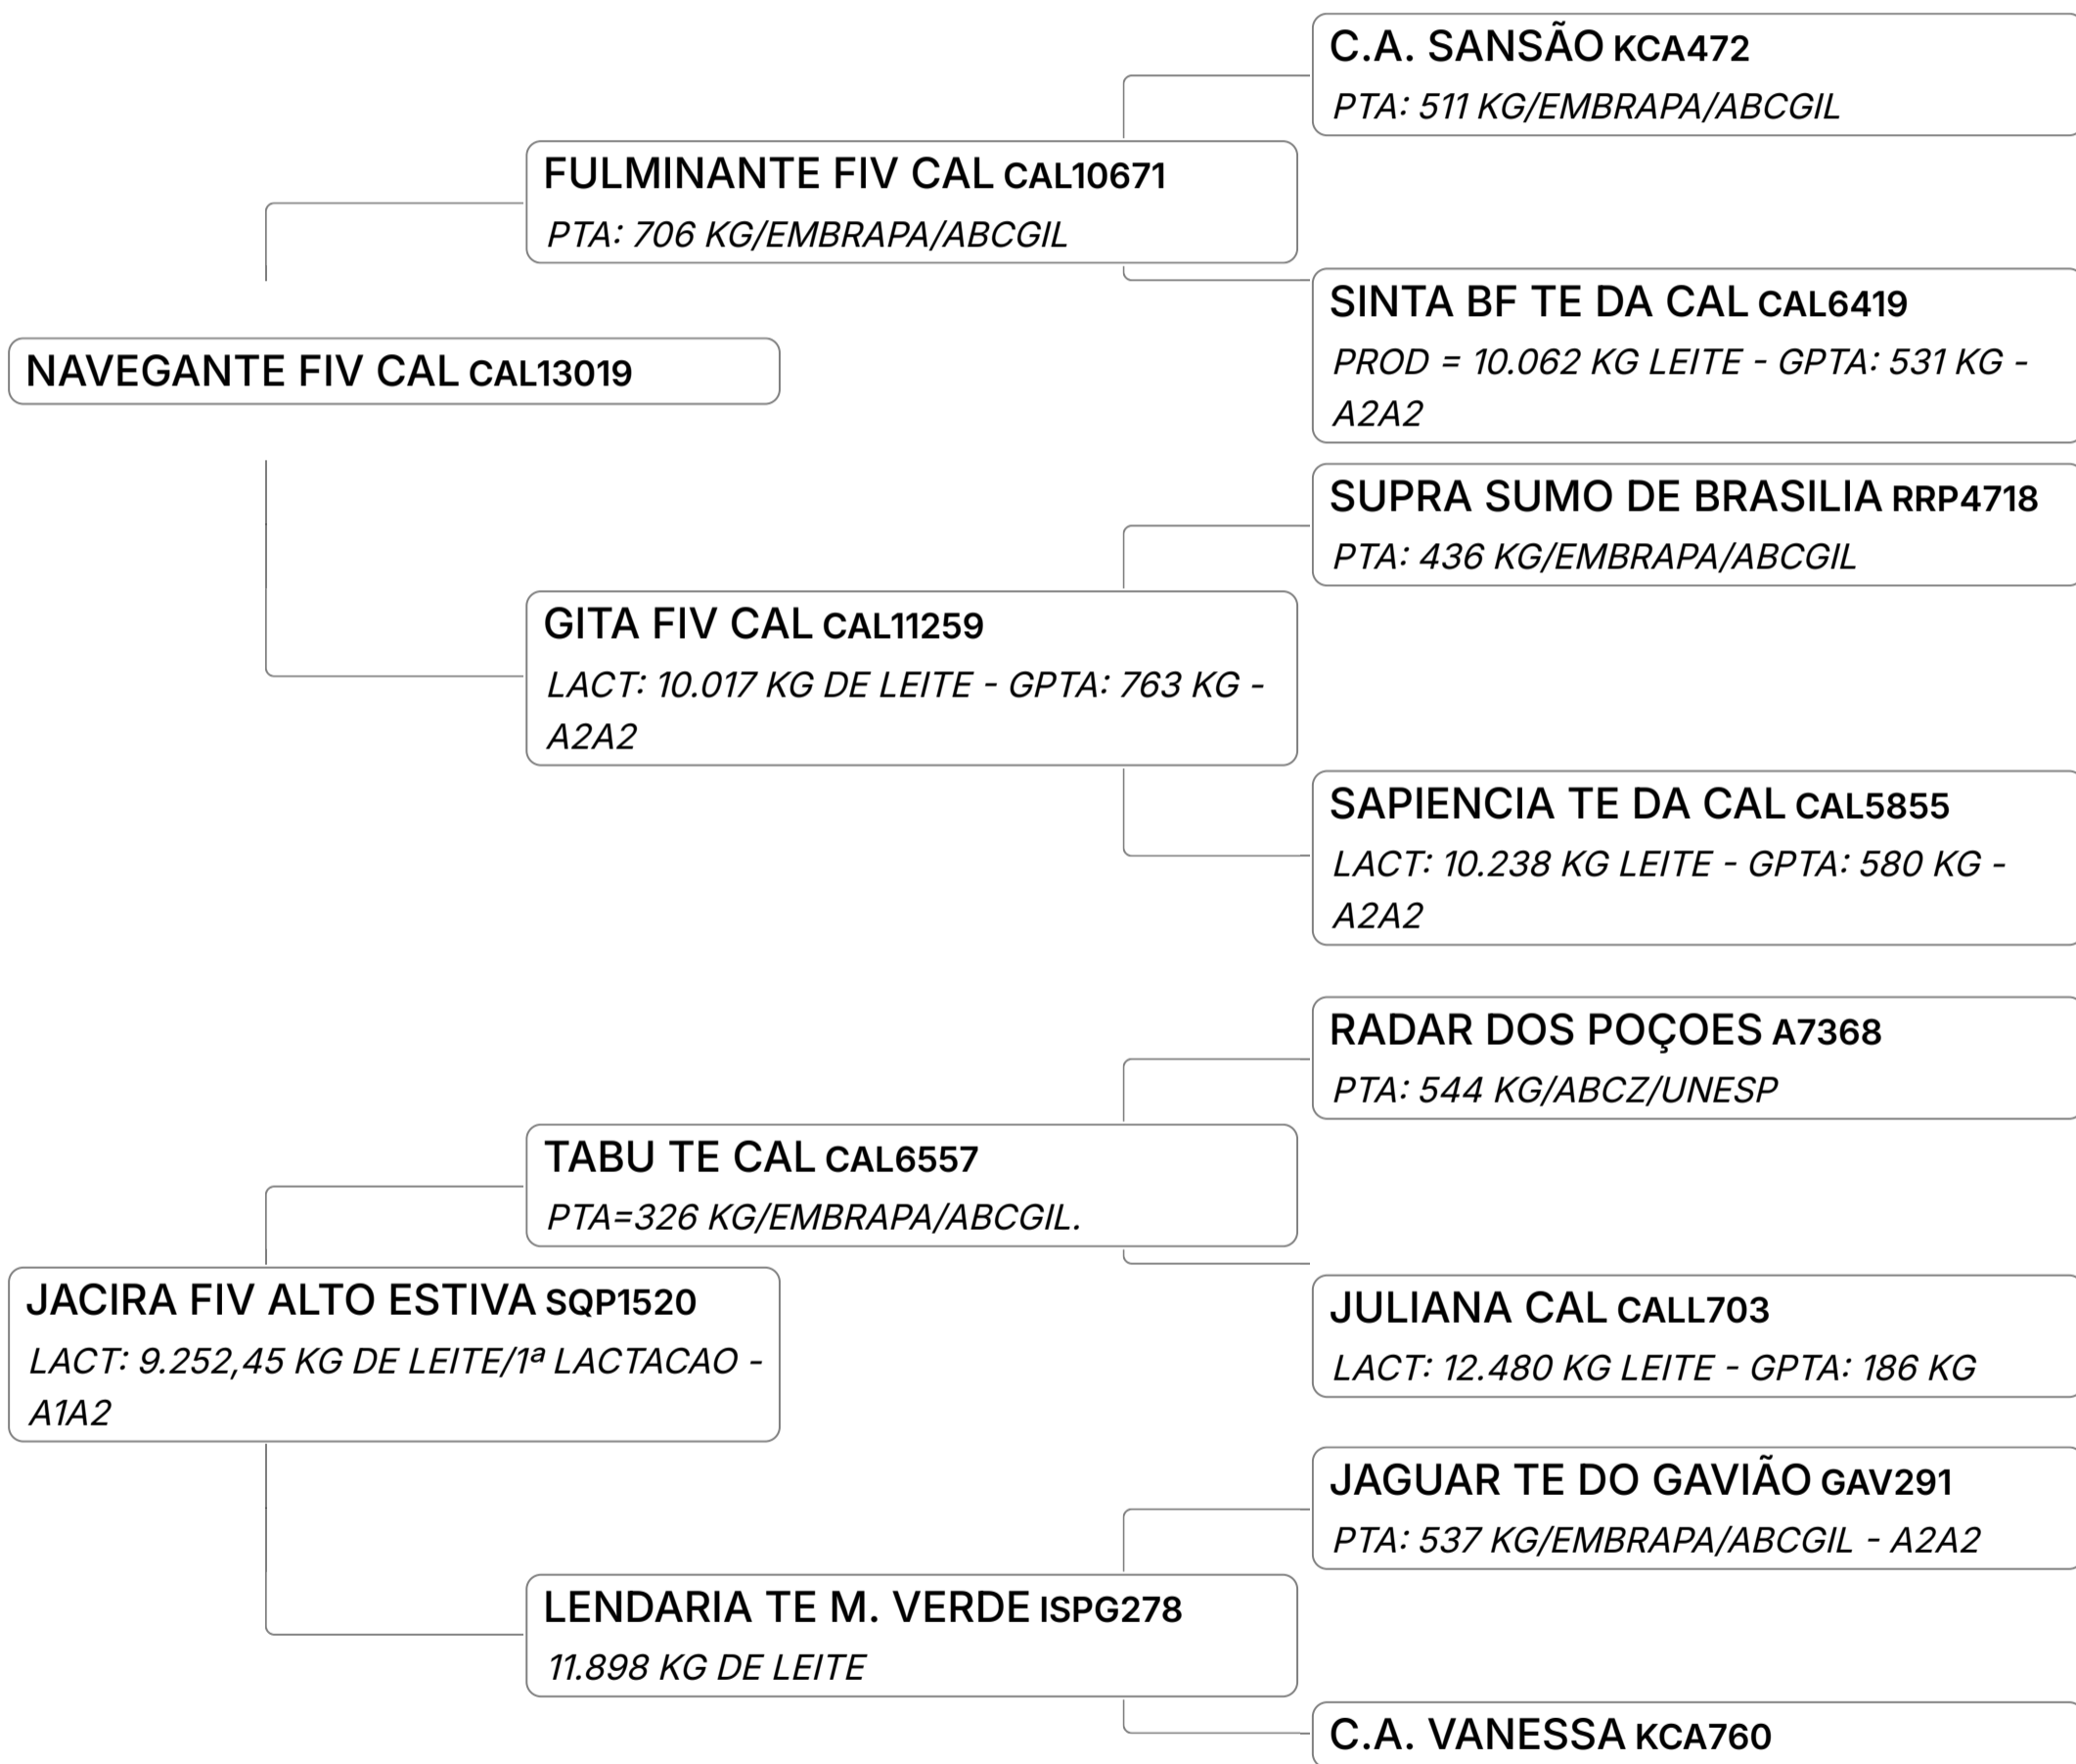 C.A. SANSÃO KCA472
PTA: 511 KG/EMBRAPA/ABCGIL
FULMINANTE FIV CAL CAL10671
PTA: 706 KG/EMBRAPA/ABCGIL
SINTA BF TE DA CAL CAL6419
PROD = 10.062 KG LEITE - GPTA: 531 KG -
A2A2
NAVEGANTE FIV CAL CAL13019
SUPRA SUMO DE BRASILIA RRP4718
PTA: 436 KG/EMBRAPA/ABCGIL
GITA FIV CAL CAL11259
LACT: 10.017 KG DE LEITE - GPTA: 763 KG -
A2A2
SAPIENCIA TE DA CAL CAL5855
LACT: 10.238 KG LEITE - GPTA: 580 KG -
A2A2
RADAR DOS POÇOES A7368
PTA: 544 KG/ABCZ/UNESP
TABU TE CAL CAL6557
PTA=326 KG/EMBRAPA/ABCGIL.
JACIRA FIV ALTO ESTIVA SQP1520
LACT: 9.252,45 KG DE LEITE/1ª LACTACAO -
A1A2
JULIANA CAL CALL703
LACT: 12.480 KG LEITE - GPTA: 186 KG
JAGUAR TE DO GAVIÃO GAV291
PTA: 537 KG/EMBRAPA/ABCGIL - A2A2
LENDARIA TE M. VERDE ISPG278
11.898 KG DE LEITE
C.A. VANESSA KCA760